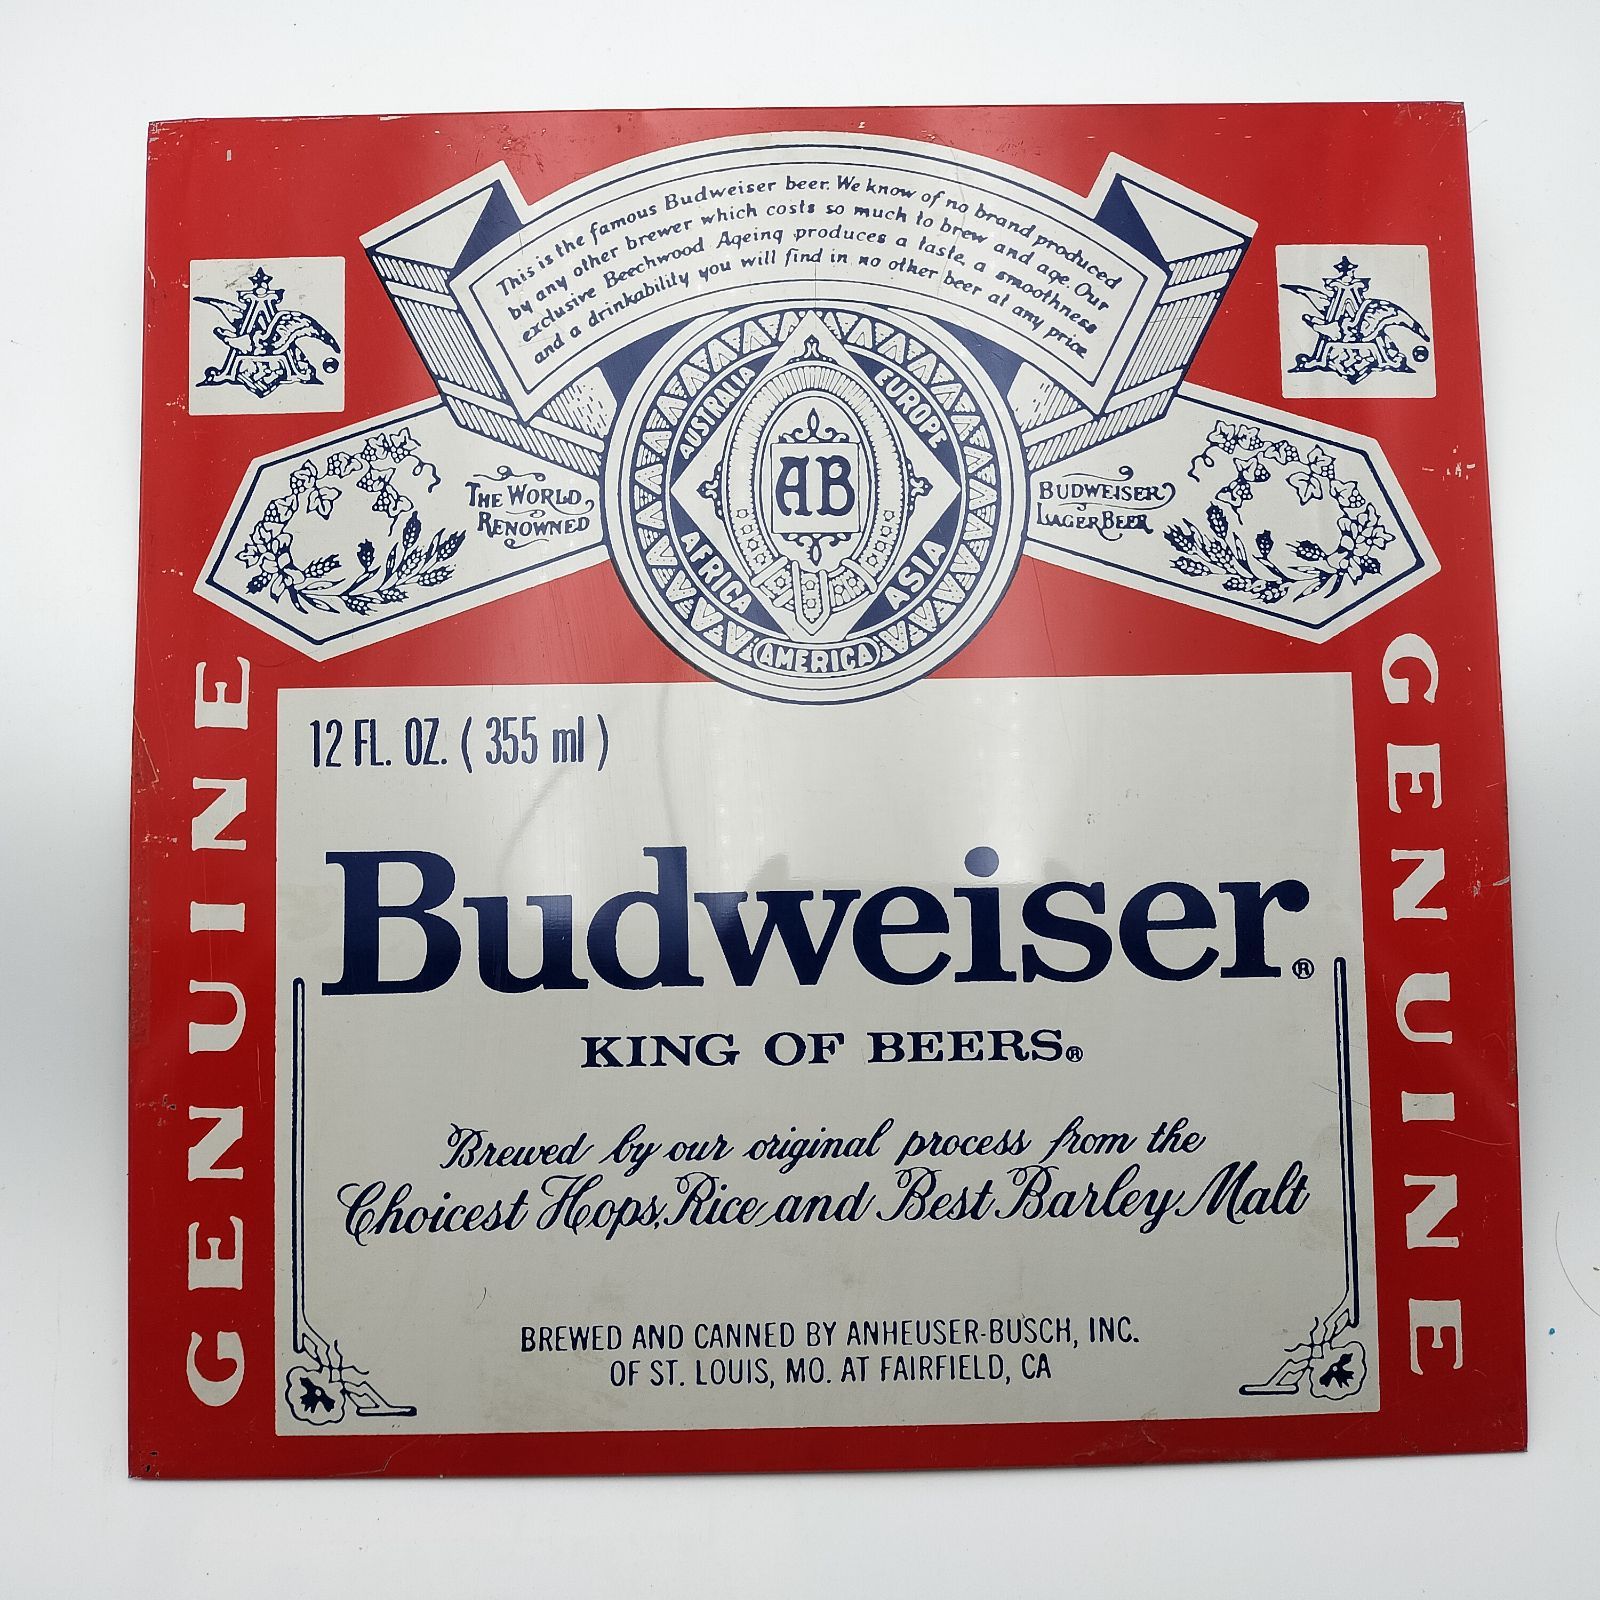 This is the famous Budweiser beer. We know of no brand produced
by any other brewer which costs so much to brew and age. Our
exclusive Beechwood Ageing produces a taste, a smoothness
and a drinkability you will find in no other beer at any price
AUSTRALIA
EUROPE
AB
AFRICA
ASIA
AMERICA
THE WORLD
RENOWNED
BUDWEISER
LAGER BEER
GENUINE
GENUINE
12 FL. OZ. ( 355 ml )
Budweiser®
KING OF BEERS®
Brewed by our original process from the
Choicest Hops, Rice and Best Barley Malt
BREWED AND CANNED BY ANHEUSER-BUSCH, INC.
OF ST. LOUIS, MO. AT FAIRFIELD, CA